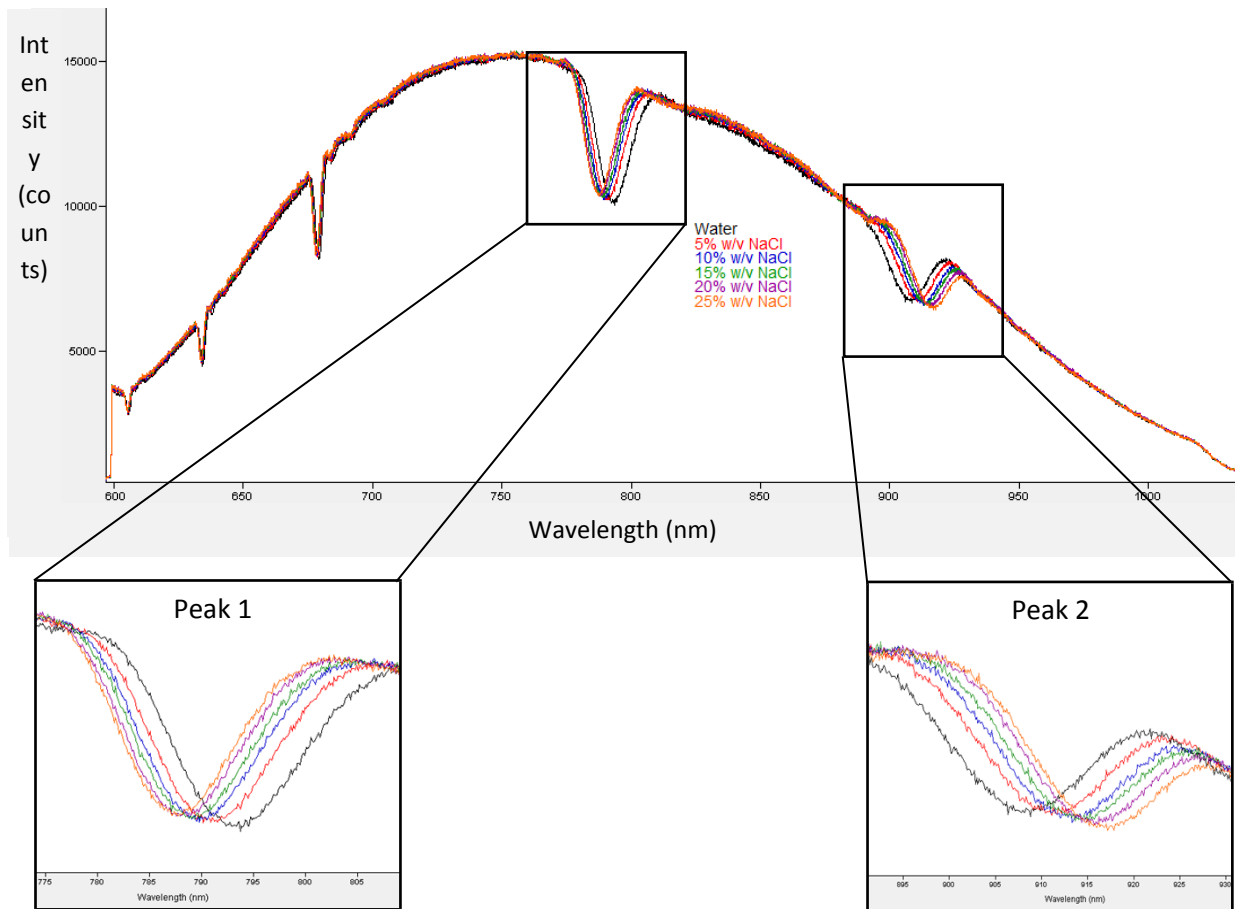 Int
en
sit
y
(co
un
ts)
15000
10000
5000
Water
5% w/v NaCl
10% w/v NaCl
15% w/v NaCl
20% w/v NaCl
25% w/v NaCl
600 650 700 750 800 850 900 950 1000
Wavelength (nm)
Peak 1
775 780 785 790 795 800 805
Wavelength (nm)
Peak 2
895 900 905 910 915 920 925 930
Wavelength (nm)